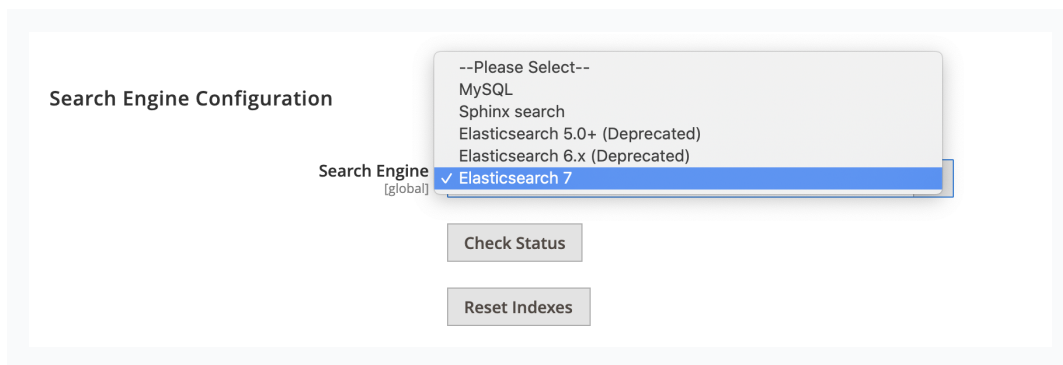 --Please Select--
MySQL
Search Engine Configuration
Sphinx search
Elasticsearch 5.0+ (Deprecated)
Elasticsearch 6.x (Deprecated)
Search Engine
✓ Elasticsearch 7
[global]
Check Status
Reset Indexes